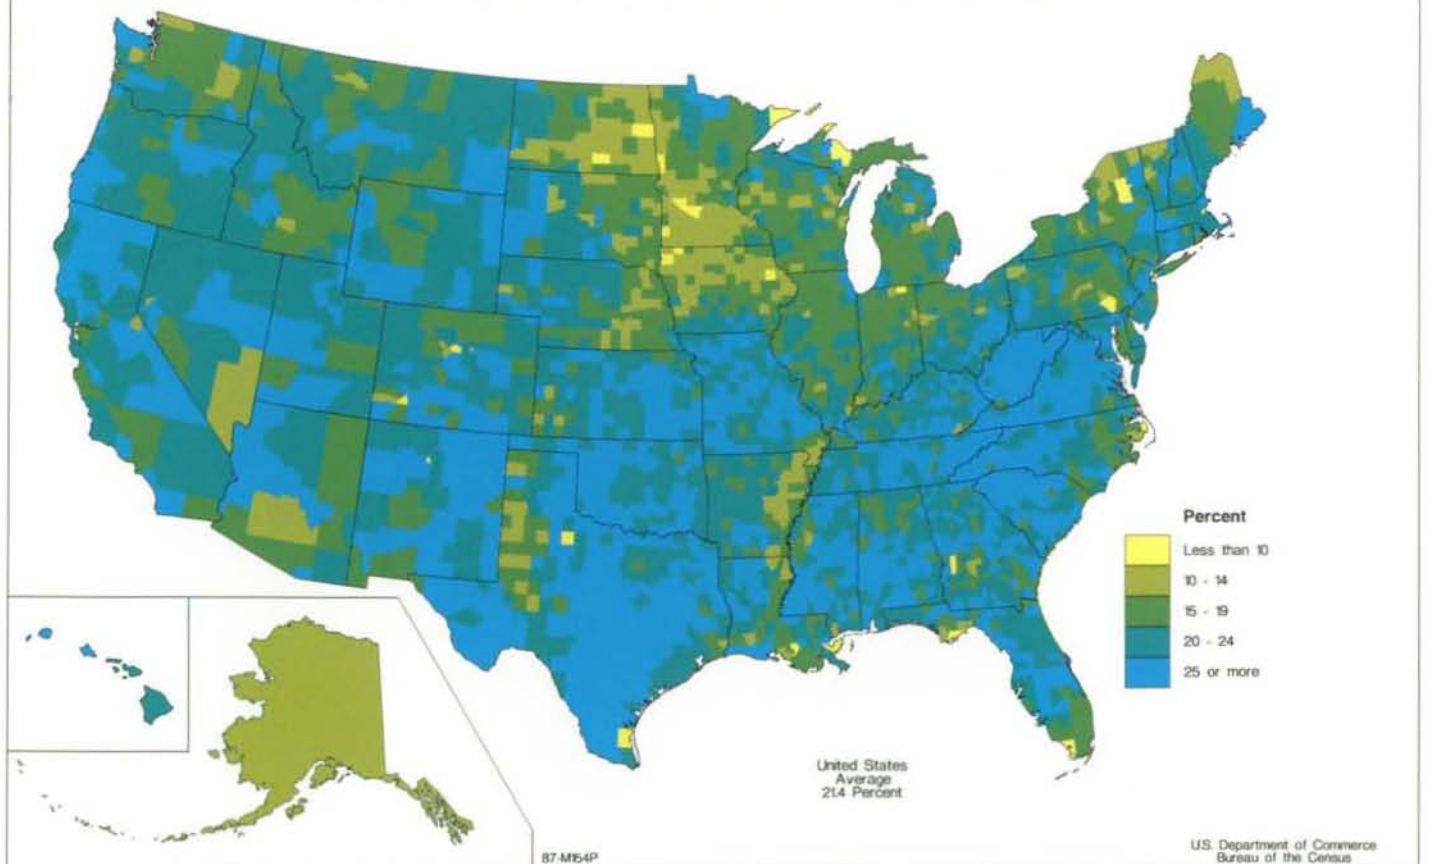 Percent
Less than 10
10 - 14
15 - 19
20 - 24
25 or more
United States
Average
21.4 Percent
87-M154P
U.S. Department of Commerce
Bureau of the Census